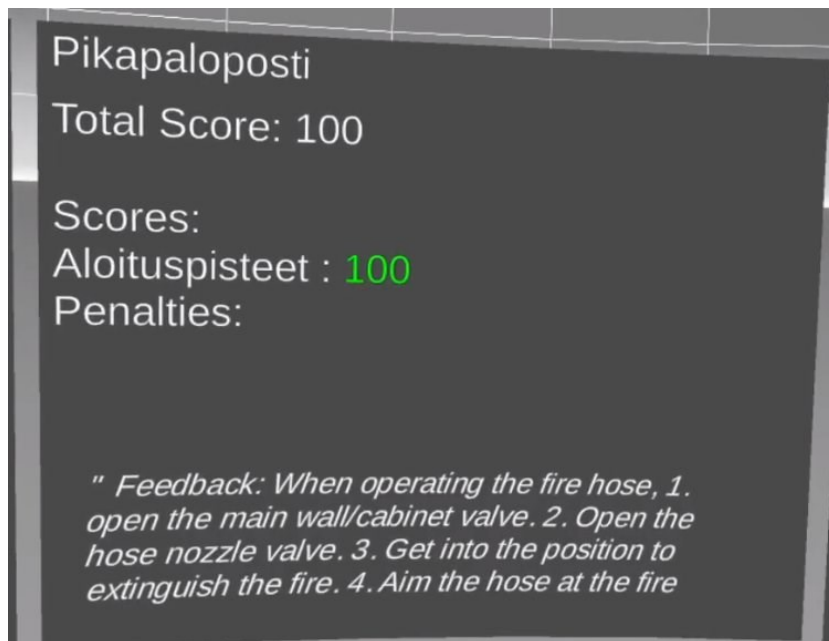 Pikapaloposti
Total Score: 100
Scores:
Aloituspisteet : 100
Penalties:
" Feedback: When operating the fire hose, 1.
open the main wall/cabinet valve. 2. Open the
hose nozzle valve. 3. Get into the position to
extinguish the fire. 4. Aim the hose at the fire